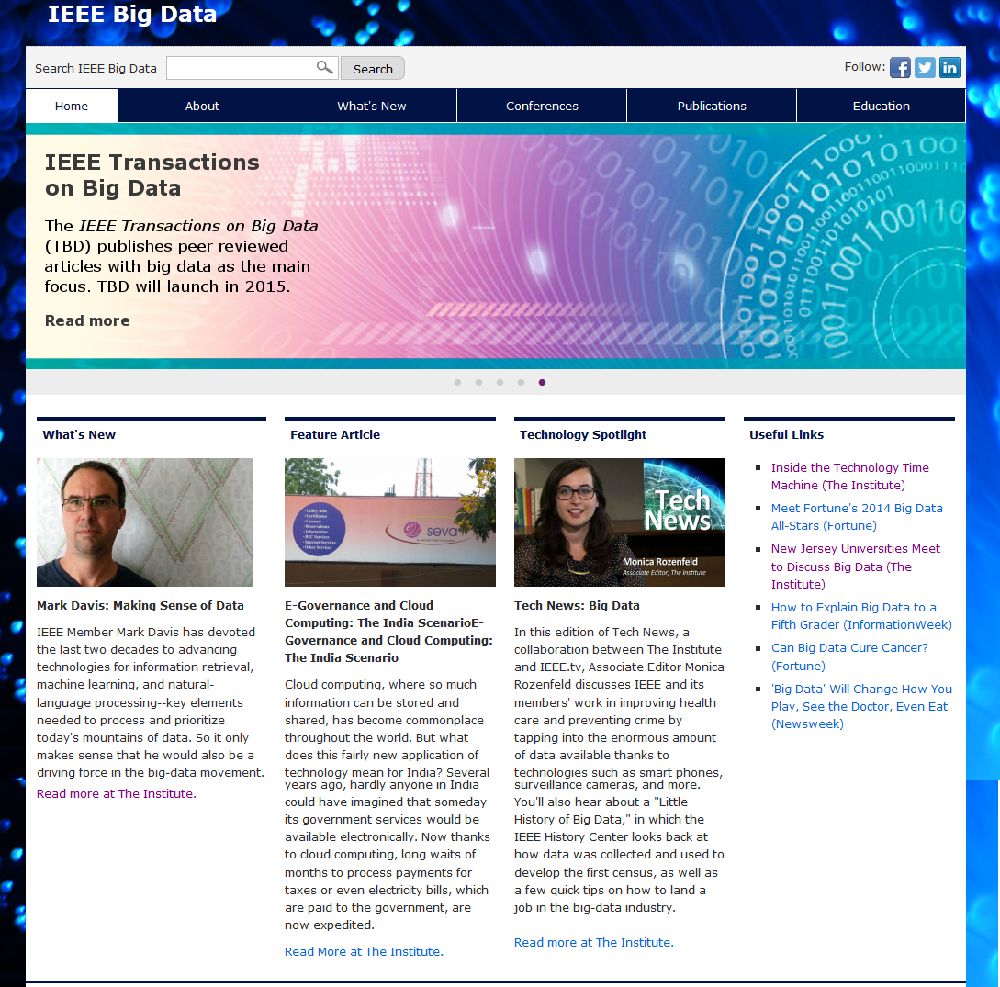 IEEE Big Data
Search IEEE Big Data
Search
Follow:
Home
About
What's New
Conferences
Publications
Education
IEEE Transactions
on Big Data
The IEEE Transactions on Big Data
(TBD) publishes peer reviewed
articles with big data as the main
focus. TBD will launch in 2015.
Read more
What's New
Mark Davis: Making Sense of Data
IEEE Member Mark Davis has devoted
the last two decades to advancing
technologies for information retrieval,
machine learning, and natural-
language processing--key elements
needed to process and prioritize
today's mountains of data. So it only
makes sense that he would also be a
driving force in the big-data movement.
Read more at The Institute.
Feature Article
• Utility Bills
• Certificates
• Licenses
• Reservations
• Information
• B2C Services
• Internet Services
• Other Services
seva
E-Governance and Cloud
Computing: The India ScenarioE-
Governance and Cloud Computing:
The India Scenario
Cloud computing, where so much
information can be stored and
shared, has become commonplace
throughout the world. But what
does this fairly new application of
technology mean for India? Several
years ago, hardly anyone in India
could have imagined that someday
its government services would be
available electronically. Now thanks
to cloud computing, long waits of
months to process payments for
taxes or even electricity bills, which
are paid to the government, are
now expedited.
Read More at The Institute.
Technology Spotlight
Tech
News
Monica Rozenfeld
Associate Editor, The Institute
Tech News: Big Data
In this edition of Tech News, a
collaboration between The Institute
and IEEE.tv, Associate Editor Monica
Rozenfeld discusses IEEE and its
members' work in improving health
care and preventing crime by
tapping into the enormous amount
of data available thanks to
technologies such as smart phones,
surveillance cameras, and more.
You'll also hear about a "Little
History of Big Data," in which the
IEEE History Center looks back at
how data was collected and used to
develop the first census, as well as
a few quick tips on how to land a
job in the big-data industry.
Read more at The Institute.
Useful Links
Inside the Technology Time
Machine (The Institute)
Meet Fortune's 2014 Big Data
All-Stars (Fortune)
New Jersey Universities Meet
to Discuss Big Data (The
Institute)
How to Explain Big Data to a
Fifth Grader (InformationWeek)
Can Big Data Cure Cancer?
(Fortune)
'Big Data' Will Change How You
Play, See the Doctor, Even Eat
(Newsweek)